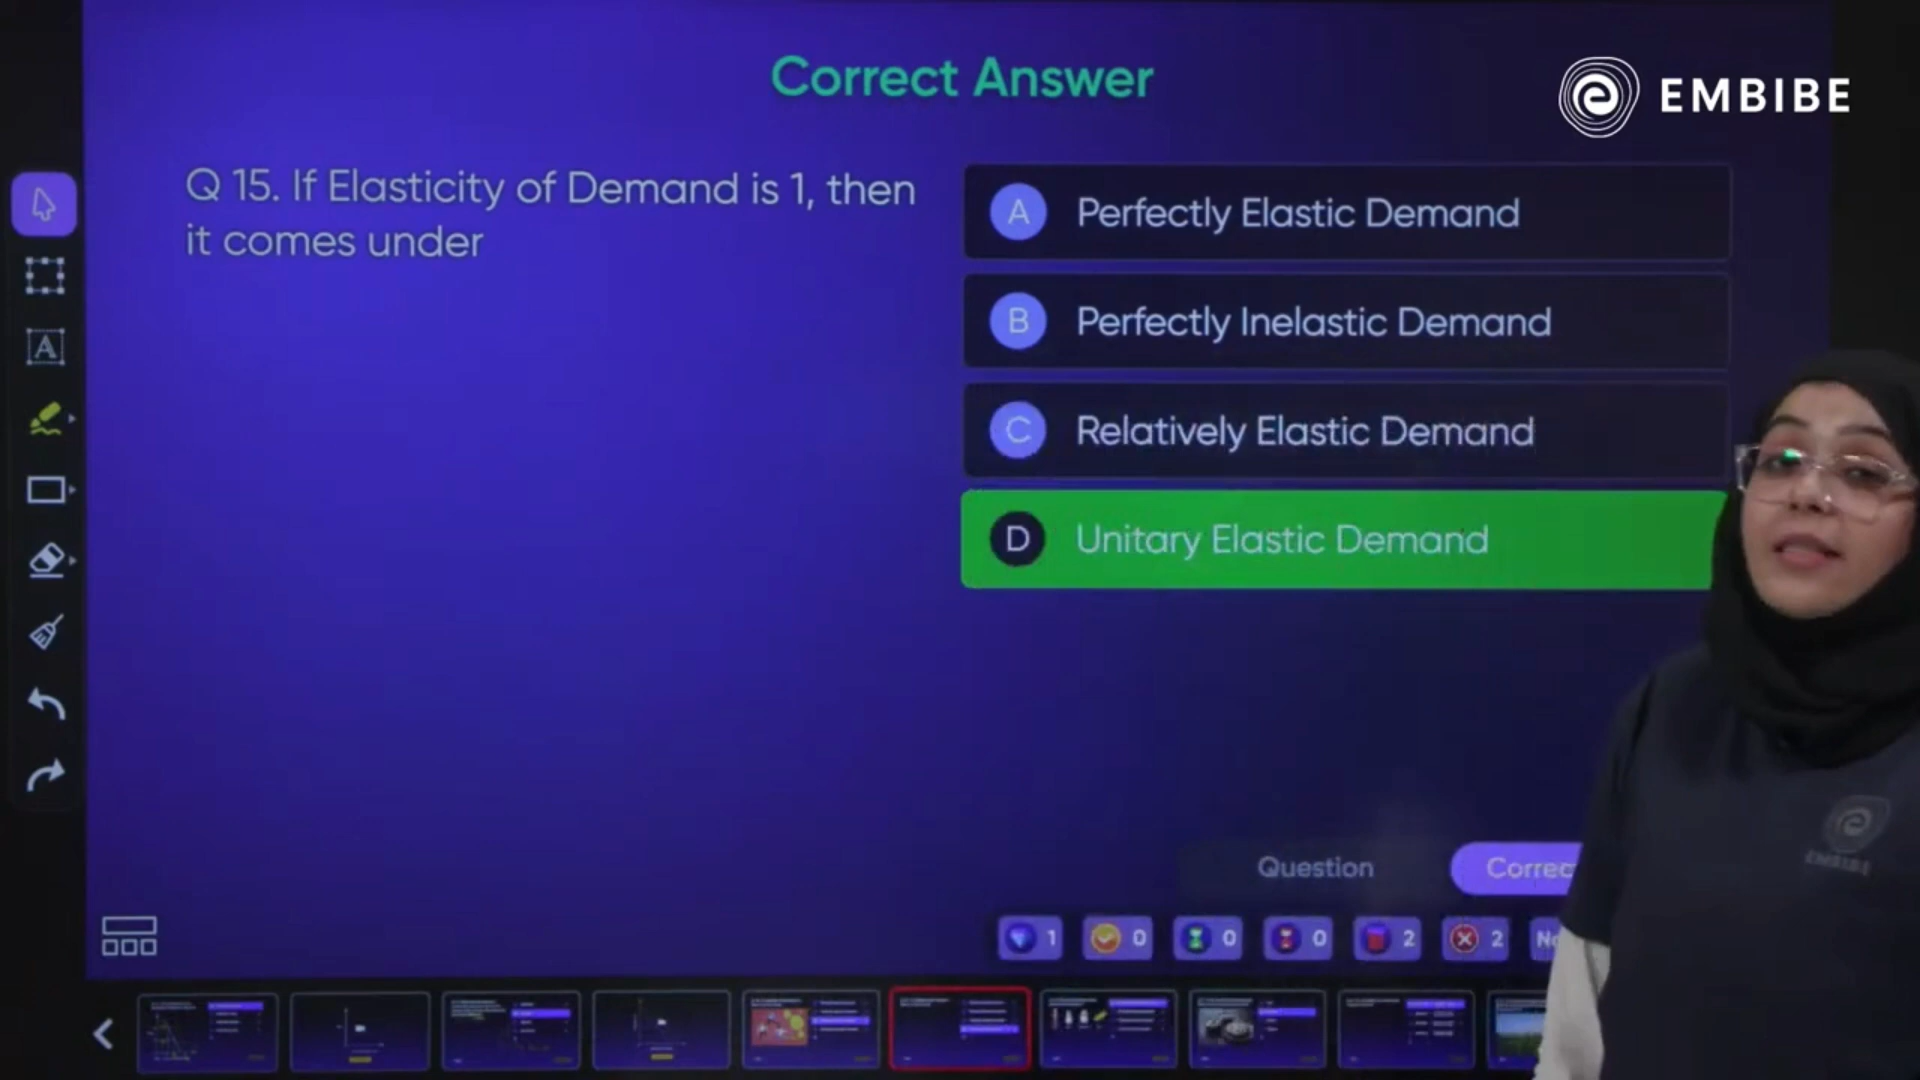 Correct Answer
EMBIBE
Q 15. If Elasticity of Demand is 1, then
it comes under
A Perfectly Elastic Demand
B Perfectly Inelastic Demand
C Relatively Elastic Demand
D Unitary Elastic Demand
A
EMBIBE
Question
Correc
1 0 0 0 2 2